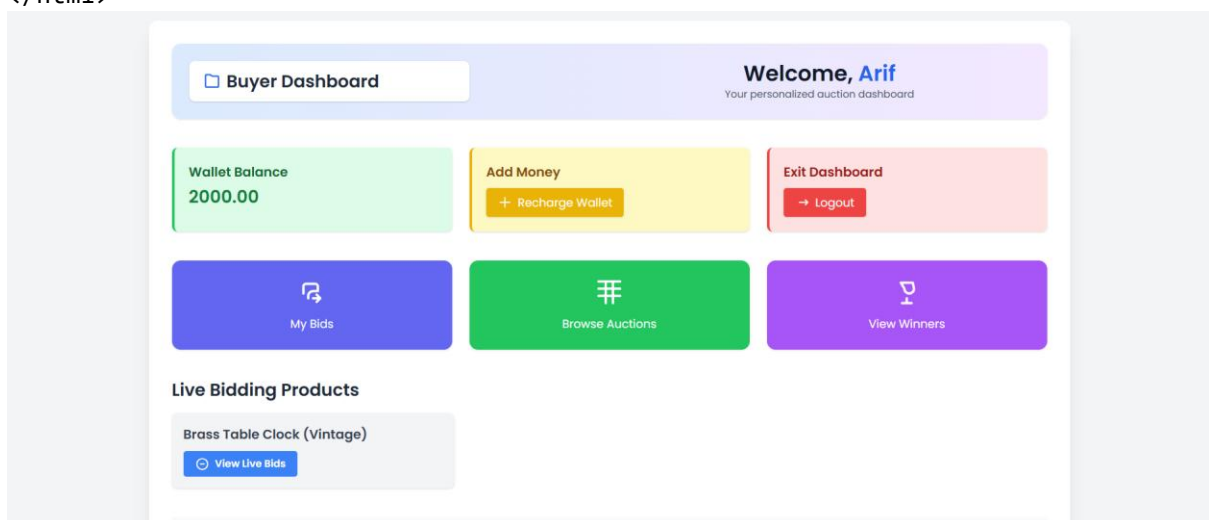 Buyer Dashboard
Welcome, Arif
Your personalized auction dashboard
Wallet Balance
2000.00
Add Money
+ Recharge Wallet
Exit Dashboard
→ Logout
My Bids
Browse Auctions
View Winners
Live Bidding Products
Brass Table Clock (Vintage)
View Live Bids